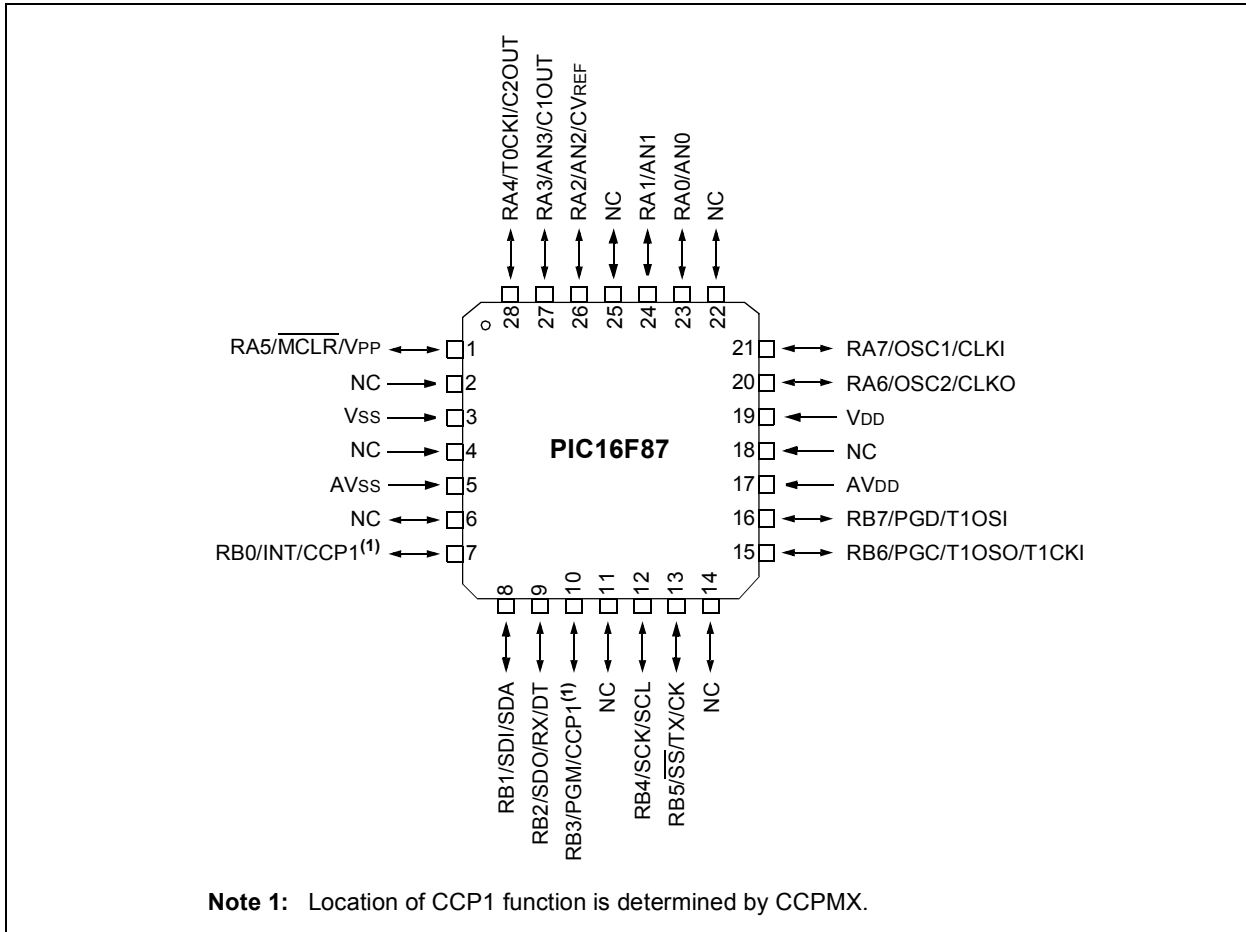 RA4/T0CKI/C2OUT
RA3/AN3/C1OUT
RA2/AN2/CVREF
NC
RA1/AN1
RA0/AN0
NC
28
27
26
25
24
23
22
RA5/MCLR/VPP
1
NC
2
VSS
3
NC
4
AVSS
5
NC
6
RB0/INT/CCP1(1)
7
PIC16F87
21
RA7/OSC1/CLKI
20
RA6/OSC2/CLKO
19
VDD
18
NC
17
AVDD
16
RB7/PGD/T1OSI
15
RB6/PGC/T1OSO/T1CKI
8
9
10
11
12
13
14
RB1/SDI/SDA
RB2/SDO/RX/DT
RB3/PGM/CCP1(1)
NC
RB4/SCK/SCL
RB5/SS/TX/CK
NC
Note 1: Location of CCP1 function is determined by CCPMX.